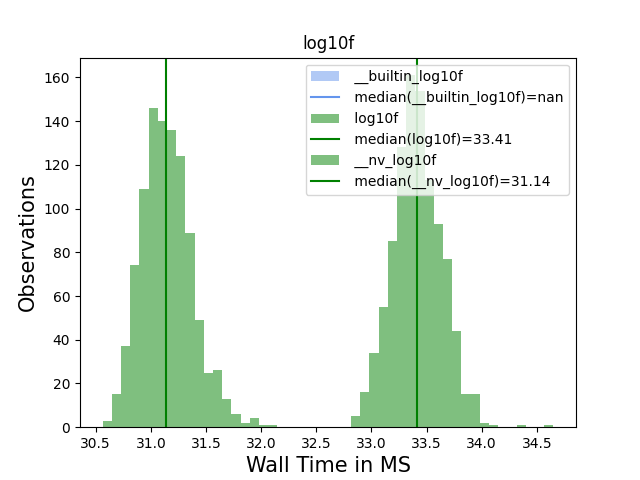 log10f
Observations
160
140
120
100
80
60
40
20
0
__builtin_log10f
median(__builtin_log10f)=nan
log10f
median(log10f)=33.41
__nv_log10f
median(__nv_log10f)=31.14
30.5 31.0 31.5 32.0 32.5 33.0 33.5 34.0 34.5
Wall Time in MS